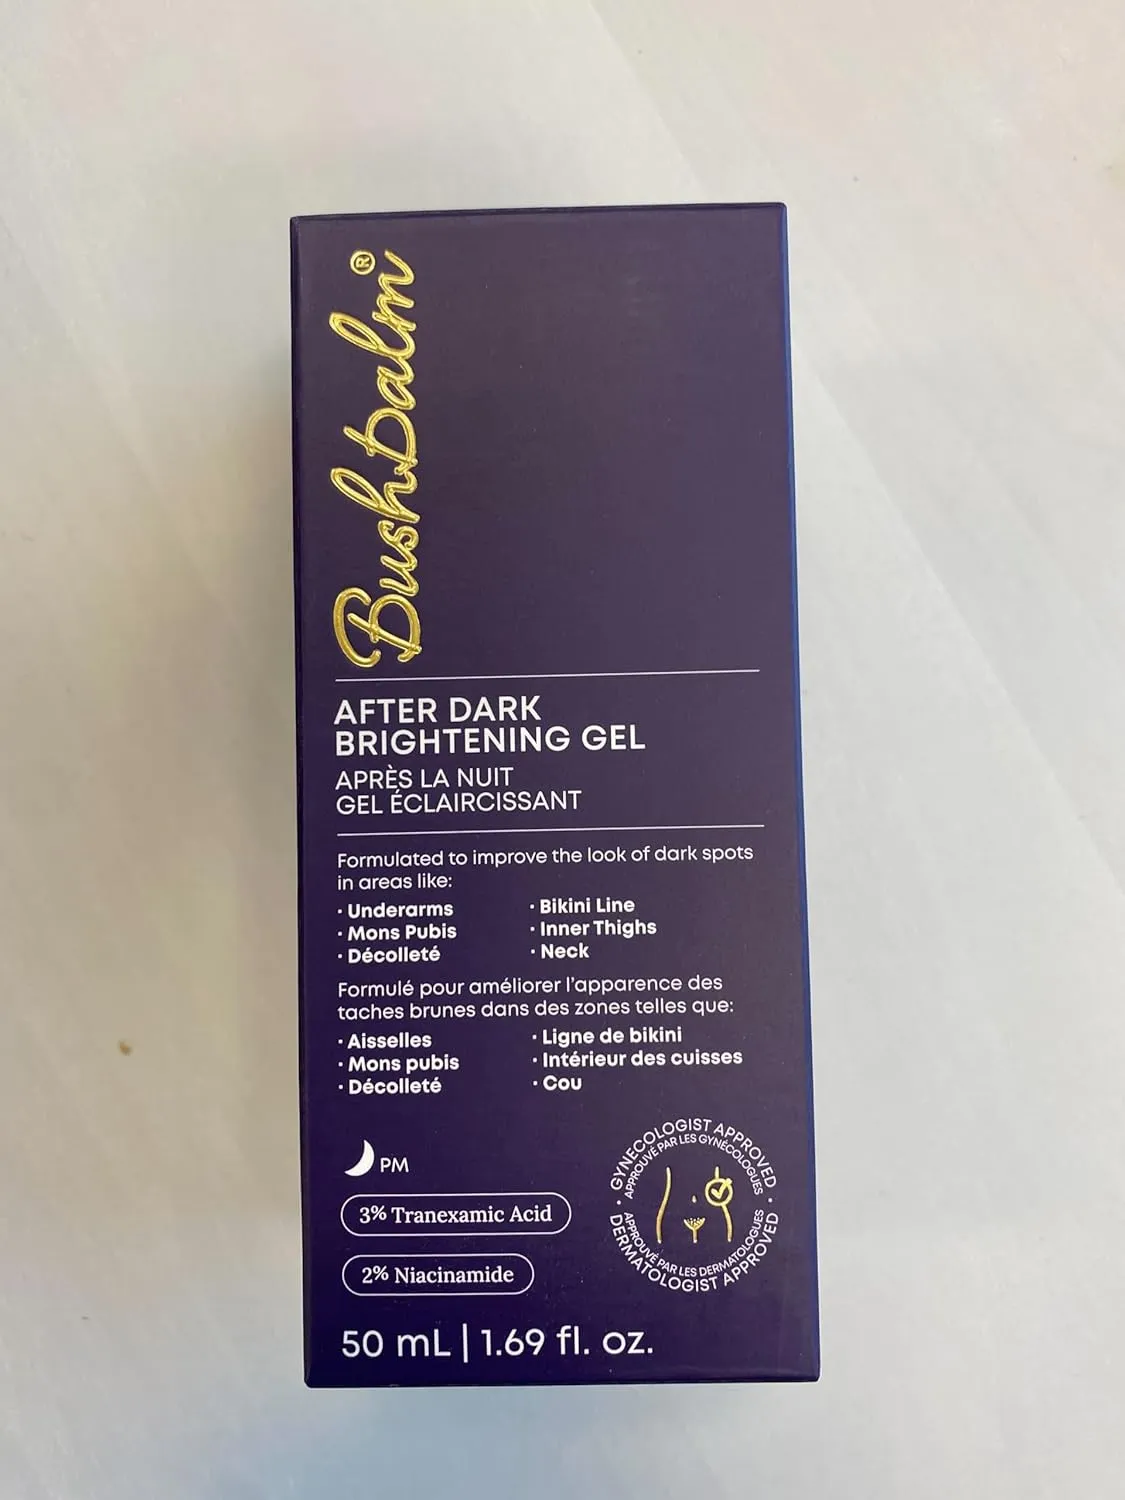 Bushbalm®
AFTER DARK
BRIGHTENING GEL
APRÈS LA NUIT
GEL ÉCLAIRCISSANT
Formulated to improve the look of dark spots
in areas like:
· Underarms
· Mons Pubis
· Décolleté
· Bikini Line
· Inner Thighs
· Neck
Formulé pour améliorer l'apparence des
taches brunes dans des zones telles que:
· Aisselles
· Mons pubis
· Décolleté
· Ligne de bikini
· Intérieur des cuisses
· Cou
PM
3% Tranexamic Acid
2% Niacinamide
· GYNECOLOGIST APPROVED ·
APPROUVÉ PAR LES GYNÉCOLOGUES
APPROUVÉ PAR LES DERMATOLOGUES
DERMATOLOGIST APPROVED
50 mL | 1.69 fl. oz.